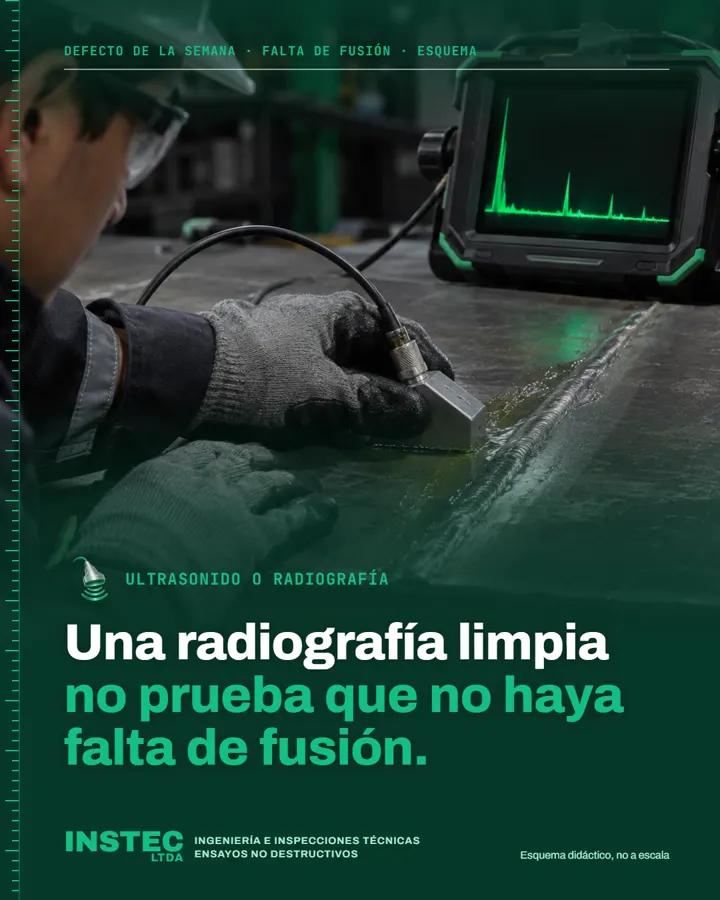 DEFECTO DE LA SEMANA · FALTA DE FUSIÓN · ESQUEMA
ULTRASONIDO O RADIOGRAFÍA
Una radiografía limpia
no prueba que no haya
falta de fusión.
INSTEC
LTDA
INGENIERÍA E INSPECCIONES TÉCNICAS
ENSAYOS NO DESTRUCTIVOS
Esquema didáctico, no a escala